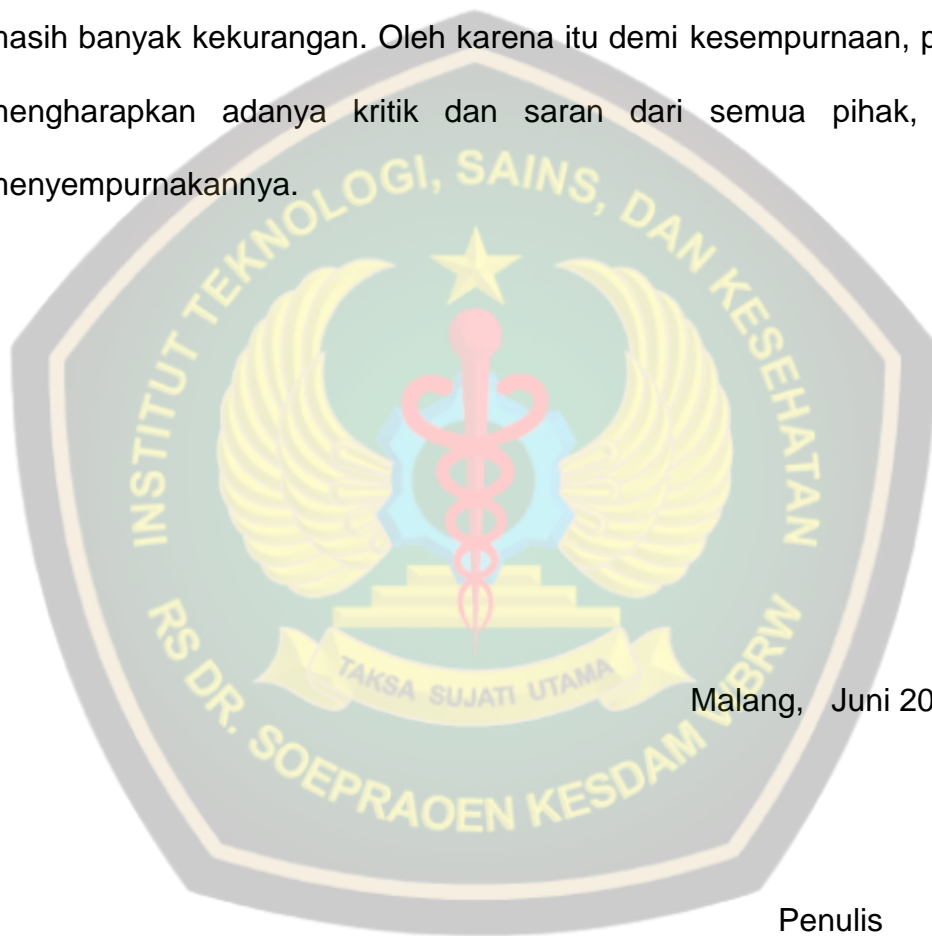 masih banyak kekurangan. Oleh karena itu demi kesempurnaan, p
mengharapkan adanya kritik dan saran dari semua pihak,
menyempurnakannya.
INSTITUT TEKNOLOGI, SAINS, DAN KESEHATAN
TAKSA SUJATI UTAMA
RS DR. SOEPRAOEN KESDAM V/BRW
Malang, Juni 20
Penulis